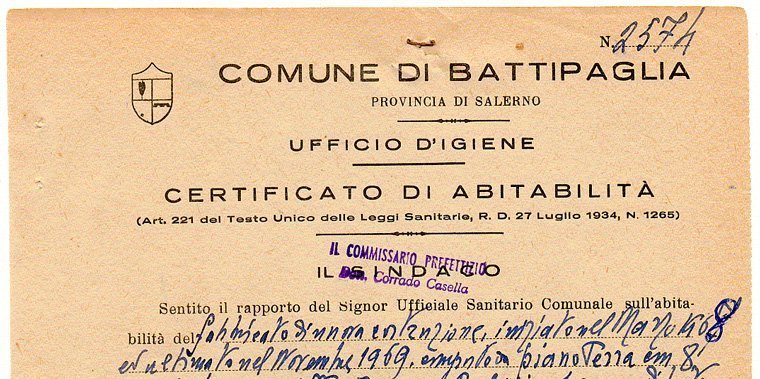 N. 2574
COMUNE DI BATTIPAGLIA
PROVINCIA DI SALERNO
UFFICIO D'IGIENE
CERTIFICATO DI ABITABILITÀ
(Art. 221 del Testo Unico delle Leggi Sanitarie, R. D. 27 Luglio 1934, N. 1265)
IL COMMISSARIO PREFETTIZIO
IL SINDACO
Dott. Corrado Casella
Sentito il rapporto del Signor Ufficiale Sanitario Comunale sull'abita-
bilità del fabbricato di nuova costruzione, iniziato nel Marzo 1968
ed ultimato nel Novembre 1969. composto da piano Terra